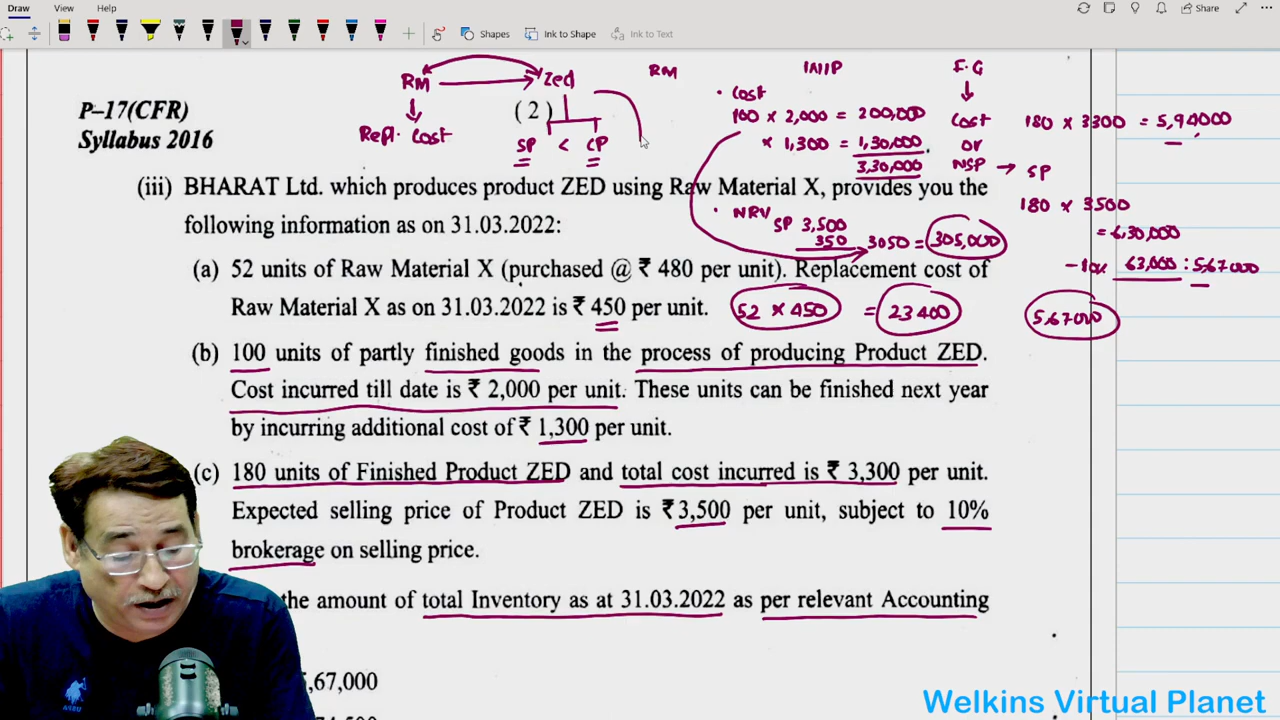 Draw View Help
Share
Shapes Ink to Shape Ink to Text
RM Zed RM WIP F.G
Repl. Cost
P-17(CFR)
Syllabus 2016
(2)
SP < CP
• Cost
100 × 2,000 = 200,000
× 1,300 = 1,30,000
3,30,000
• NRV SP 3,500
350 3050 = 305,000
Cost 180 × 3300 = 5,94000
or
NSP → SP
180 × 3500
= 6,30,000
- 10% 63,000 : 5,67000
567000
(iii) BHARAT Ltd. which produces product ZED using Raw Material X, provides you the
following information as on 31.03.2022:
(a) 52 units of Raw Material X (purchased @ ₹ 480 per unit). Replacement cost of
Raw Material X as on 31.03.2022 is ₹ 450 per unit. 52 × 450 = 23400
(b) 100 units of partly finished goods in the process of producing Product ZED.
Cost incurred till date is ₹ 2,000 per unit. These units can be finished next year
by incurring additional cost of ₹ 1,300 per unit.
(c) 180 units of Finished Product ZED and total cost incurred is ₹ 3,300 per unit.
Expected selling price of Product ZED is ₹ 3,500 per unit, subject to 10%
brokerage on selling price.
the amount of total Inventory as at 31.03.2022 as per relevant Accounting
,67,000
Welkins Virtual Planet